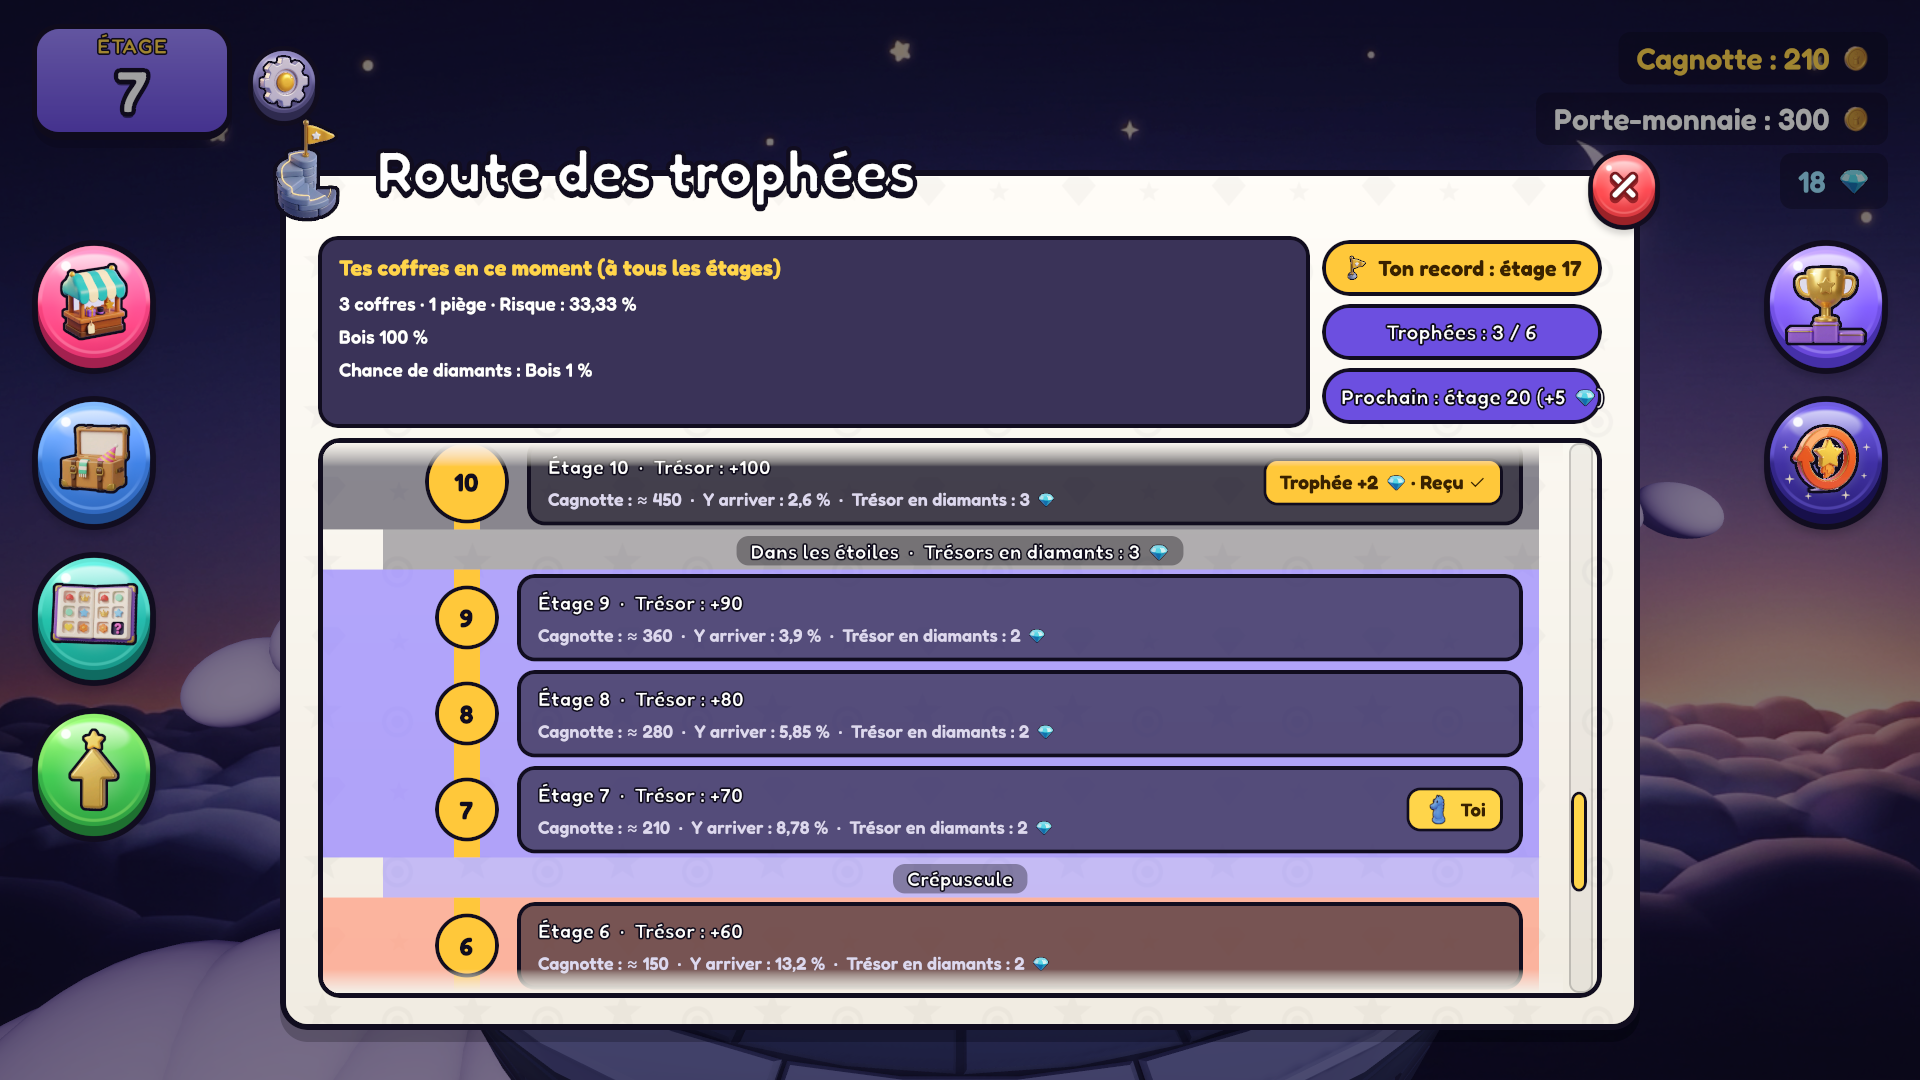 ÉTAGE
7
Cagnotte : 210
Porte-monnaie : 300
18
Route des trophées
Tes coffres en ce moment (à tous les étages)
3 coffres · 1 piège · Risque : 33,33 %
Bois 100 %
Chance de diamants : Bois 1 %
Ton record : étage 17
Trophées : 3 / 6
Prochain : étage 20 (+5 )
10
Étage 10 · Trésor : +100
Cagnotte : ≈ 450 · Y arriver : 2,6 % · Trésor en diamants : 3
Trophée +2 · Reçu ✓
Dans les étoiles · Trésors en diamants : 3
9
Étage 9 · Trésor : +90
Cagnotte : ≈ 360 · Y arriver : 3,9 % · Trésor en diamants : 2
8
Étage 8 · Trésor : +80
Cagnotte : ≈ 280 · Y arriver : 5,85 % · Trésor en diamants : 2
7
Étage 7 · Trésor : +70
Cagnotte : ≈ 210 · Y arriver : 8,78 % · Trésor en diamants : 2
Toi
Crépuscule
6
Étage 6 · Trésor : +60
Cagnotte : ≈ 150 · Y arriver : 13,2 % · Trésor en diamants : 2